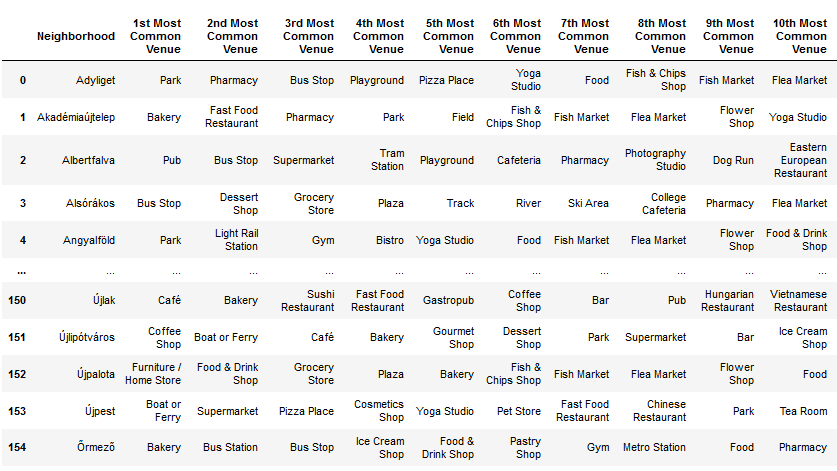 Neighborhood 1st Most Common Venue 2nd Most Common Venue 3rd Most Common Venue 4th Most Common Venue 5th Most Common Venue 6th Most Common Venue 7th Most Common Venue 8th Most Common Venue 9th Most Common Venue 10th Most Common Venue
0 Adyliget Park Pharmacy Bus Stop Playground Pizza Place Yoga Studio Food Fish & Chips Shop Fish Market Flea Market
1 Akadémiaújtelep Bakery Fast Food Restaurant Pharmacy Park Field Fish & Chips Shop Fish Market Flea Market Flower Shop Yoga Studio
2 Albertfalva Pub Bus Stop Supermarket Tram Station Playground Cafeteria Pharmacy Photography Studio Dog Run Eastern European Restaurant
3 Alsórákos Bus Stop Dessert Shop Grocery Store Plaza Track River Ski Area College Cafeteria Pharmacy Flea Market
4 Angyalföld Park Light Rail Station Gym Bistro Yoga Studio Food Fish Market Flea Market Flower Shop Food & Drink Shop
... ... ... ... ... ... ... ... ... ... ... ...
150 Újlak Café Bakery Sushi Restaurant Fast Food Restaurant Gastropub Coffee Shop Bar Pub Hungarian Restaurant Vietnamese Restaurant
151 Újlipótváros Coffee Shop Boat or Ferry Café Bakery Gourmet Shop Dessert Shop Park Supermarket Bar Ice Cream Shop
152 Újpalota Furniture / Home Store Food & Drink Shop Grocery Store Plaza Bakery Fish & Chips Shop Fish Market Flea Market Flower Shop Food
153 Újpest Boat or Ferry Supermarket Pizza Place Cosmetics Shop Yoga Studio Pet Store Fast Food Restaurant Chinese Restaurant Park Tea Room
154 Őrmező Bakery Bus Station Bus Stop Ice Cream Shop Food & Drink Shop Pastry Shop Gym Metro Station Food Pharmacy